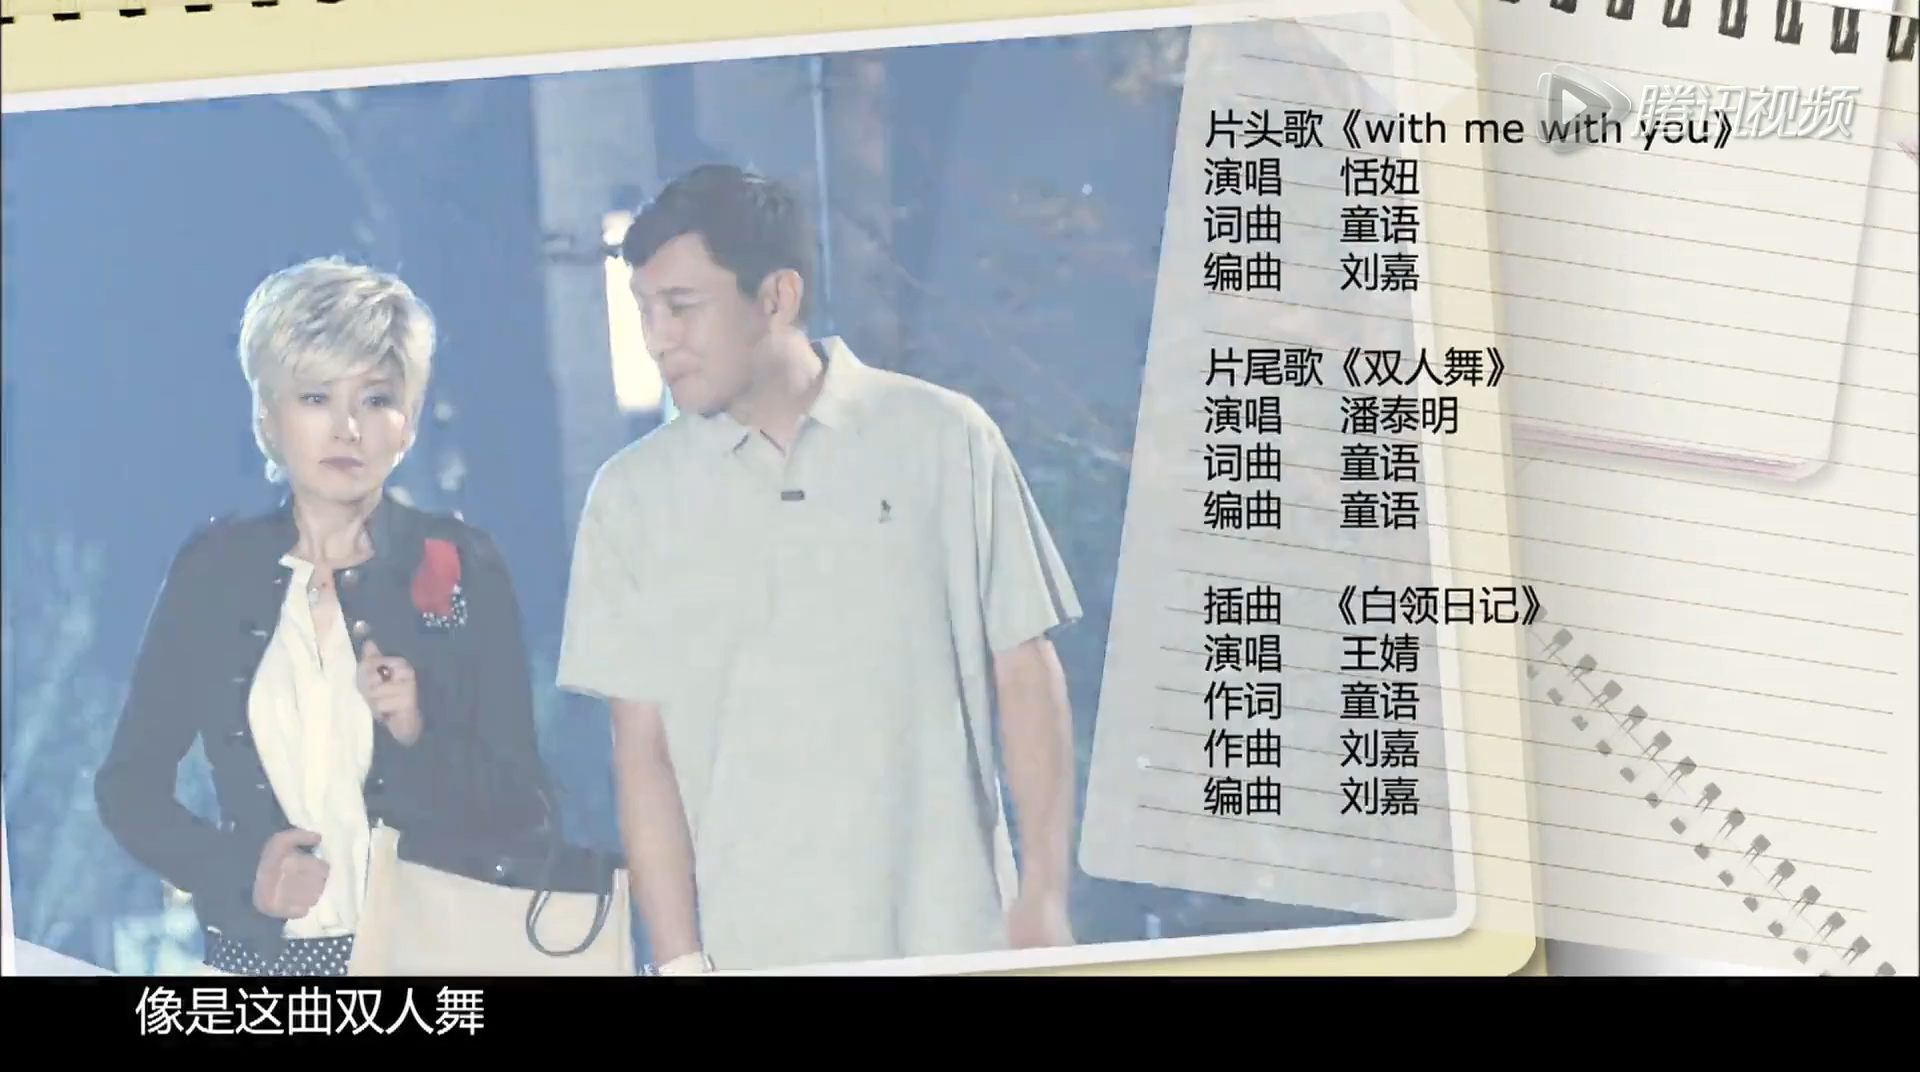 腾讯视频
片头歌《with me with you》
演唱 恬妞
词曲 童语
编曲 刘嘉
片尾歌《双人舞》
演唱 潘泰明
词曲 童语
编曲 童语
插曲 《白领日记》
演唱 王婧
作词 童语
作曲 刘嘉
编曲 刘嘉
像是这曲双人舞